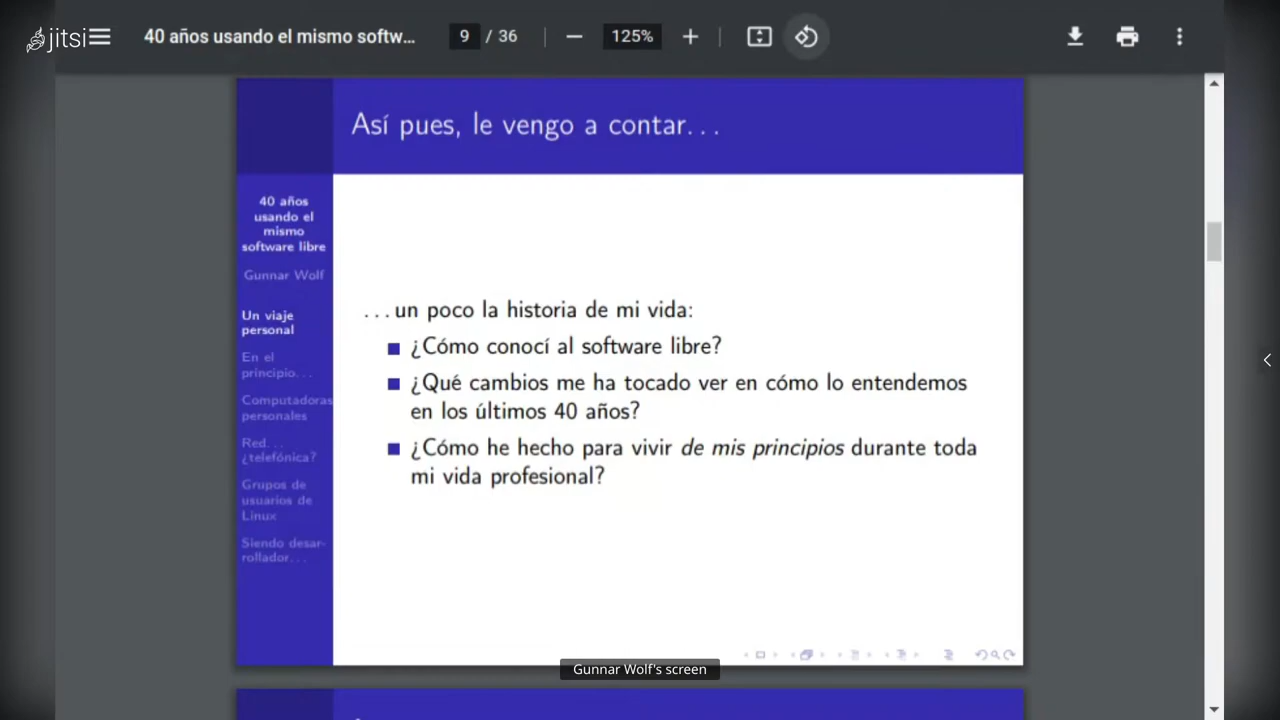 jitsi
40 años usando el mismo softw...
9 / 36
125%
Así pues, le vengo a contar...
40 años
usando el
mismo
software libre
Gunnar Wolf
Un viaje
personal
En el
principio...
Computadoras
personales
Red...
¿telefónica?
Grupos de
usuarios de
Linux
Siendo desar-
rollador...
...un poco la historia de mi vida:
¿Cómo conocí al software libre?
¿Qué cambios me ha tocado ver en cómo lo entendemos
en los últimos 40 años?
¿Cómo he hecho para vivir de mis principios durante toda
mi vida profesional?
Gunnar Wolf's screen